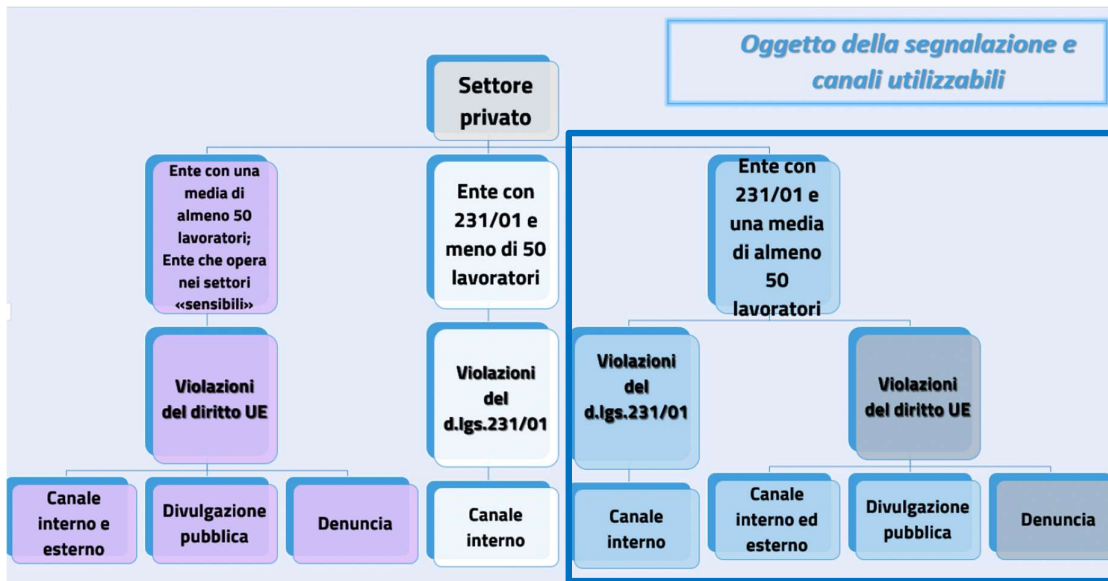 Oggetto della segnalazione e
canali utilizzabili
Settore
privato
Ente con una
media di
almeno 50
lavoratori;
Ente che opera
nei settori
«sensibili»
Ente con
231/01 e
meno di 50
lavoratori
Ente con
231/01 e
una media
di almeno
50
lavoratori
Violazioni
del diritto UE
Violazioni
del
d.lgs.231/01
Violazioni
del
d.lgs.231/01
Violazioni
del diritto UE
Canale
interno e
esterno
Divulgazione
pubblica
Denuncia
Canale
interno
Canale
interno
Canale
interno ed
esterno
Divulgazione
pubblica
Denuncia